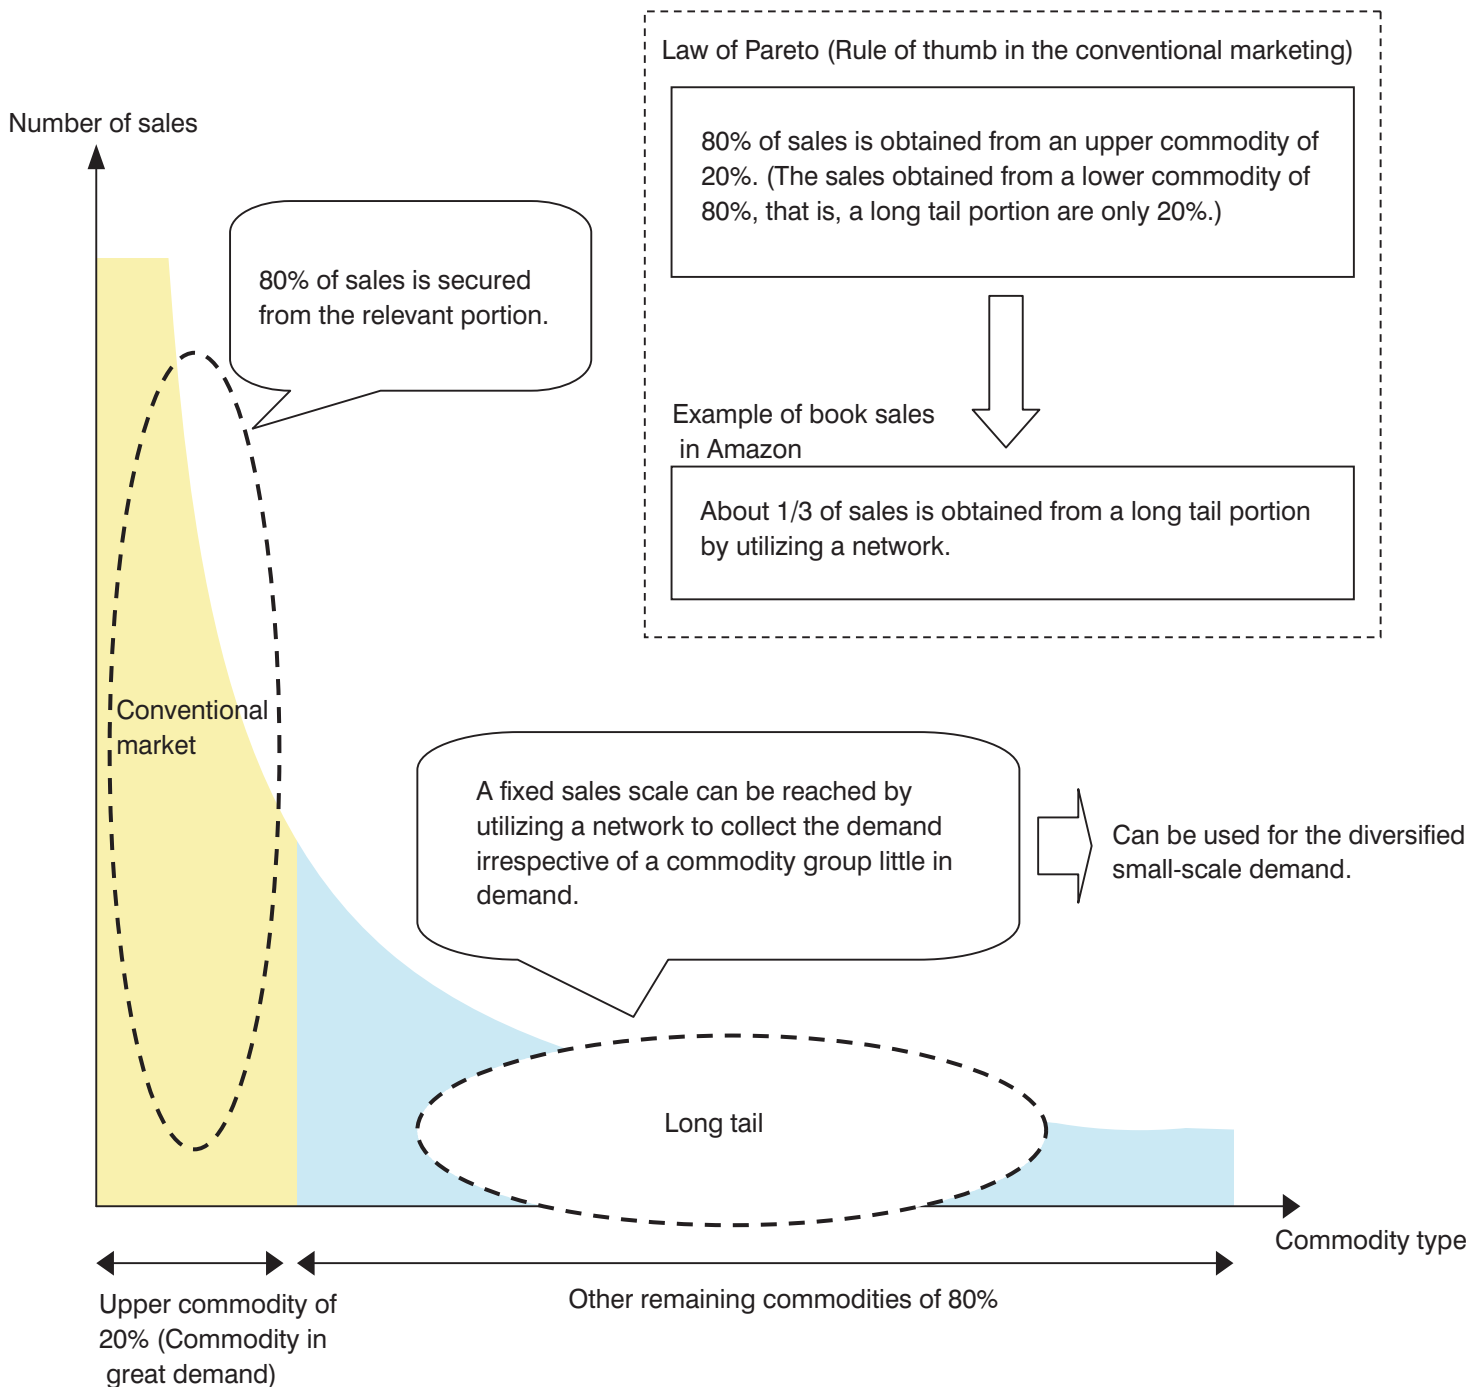 Law of Pareto (Rule of thumb in the conventional marketing)
80% of sales is obtained from an upper commodity of
20%. (The sales obtained from a lower commodity of
80%, that is, a long tail portion are only 20%.)
Number of sales
80% of sales is secured
from the relevant portion.
Example of book sales
in Amazon
About 1/3 of sales is obtained from a long tail portion
by utilizing a network.
Conventional
market
A fixed sales scale can be reached by
utilizing a network to collect the demand
irrespective of a commodity group little in
demand.
Can be used for the diversified
small-scale demand.
Long tail
Commodity type
Upper commodity of
20% (Commodity in
great demand)
Other remaining commodities of 80%